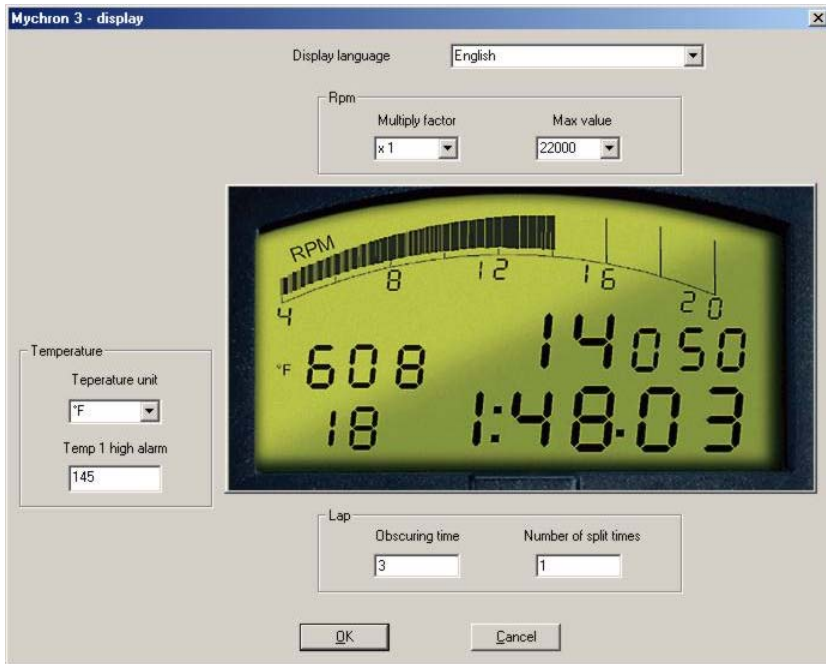 Mychron 3 - display
Display language English
Rpm
Multiply factor Max value
x 1 22000
RPM
4 8 12 16 20
°F 608 14050
18 1:48.03
Temperature
Teperature unit
°F
Temp 1 high alarm
145
Lap
Obscuring time Number of split times
3 1
OK Cancel